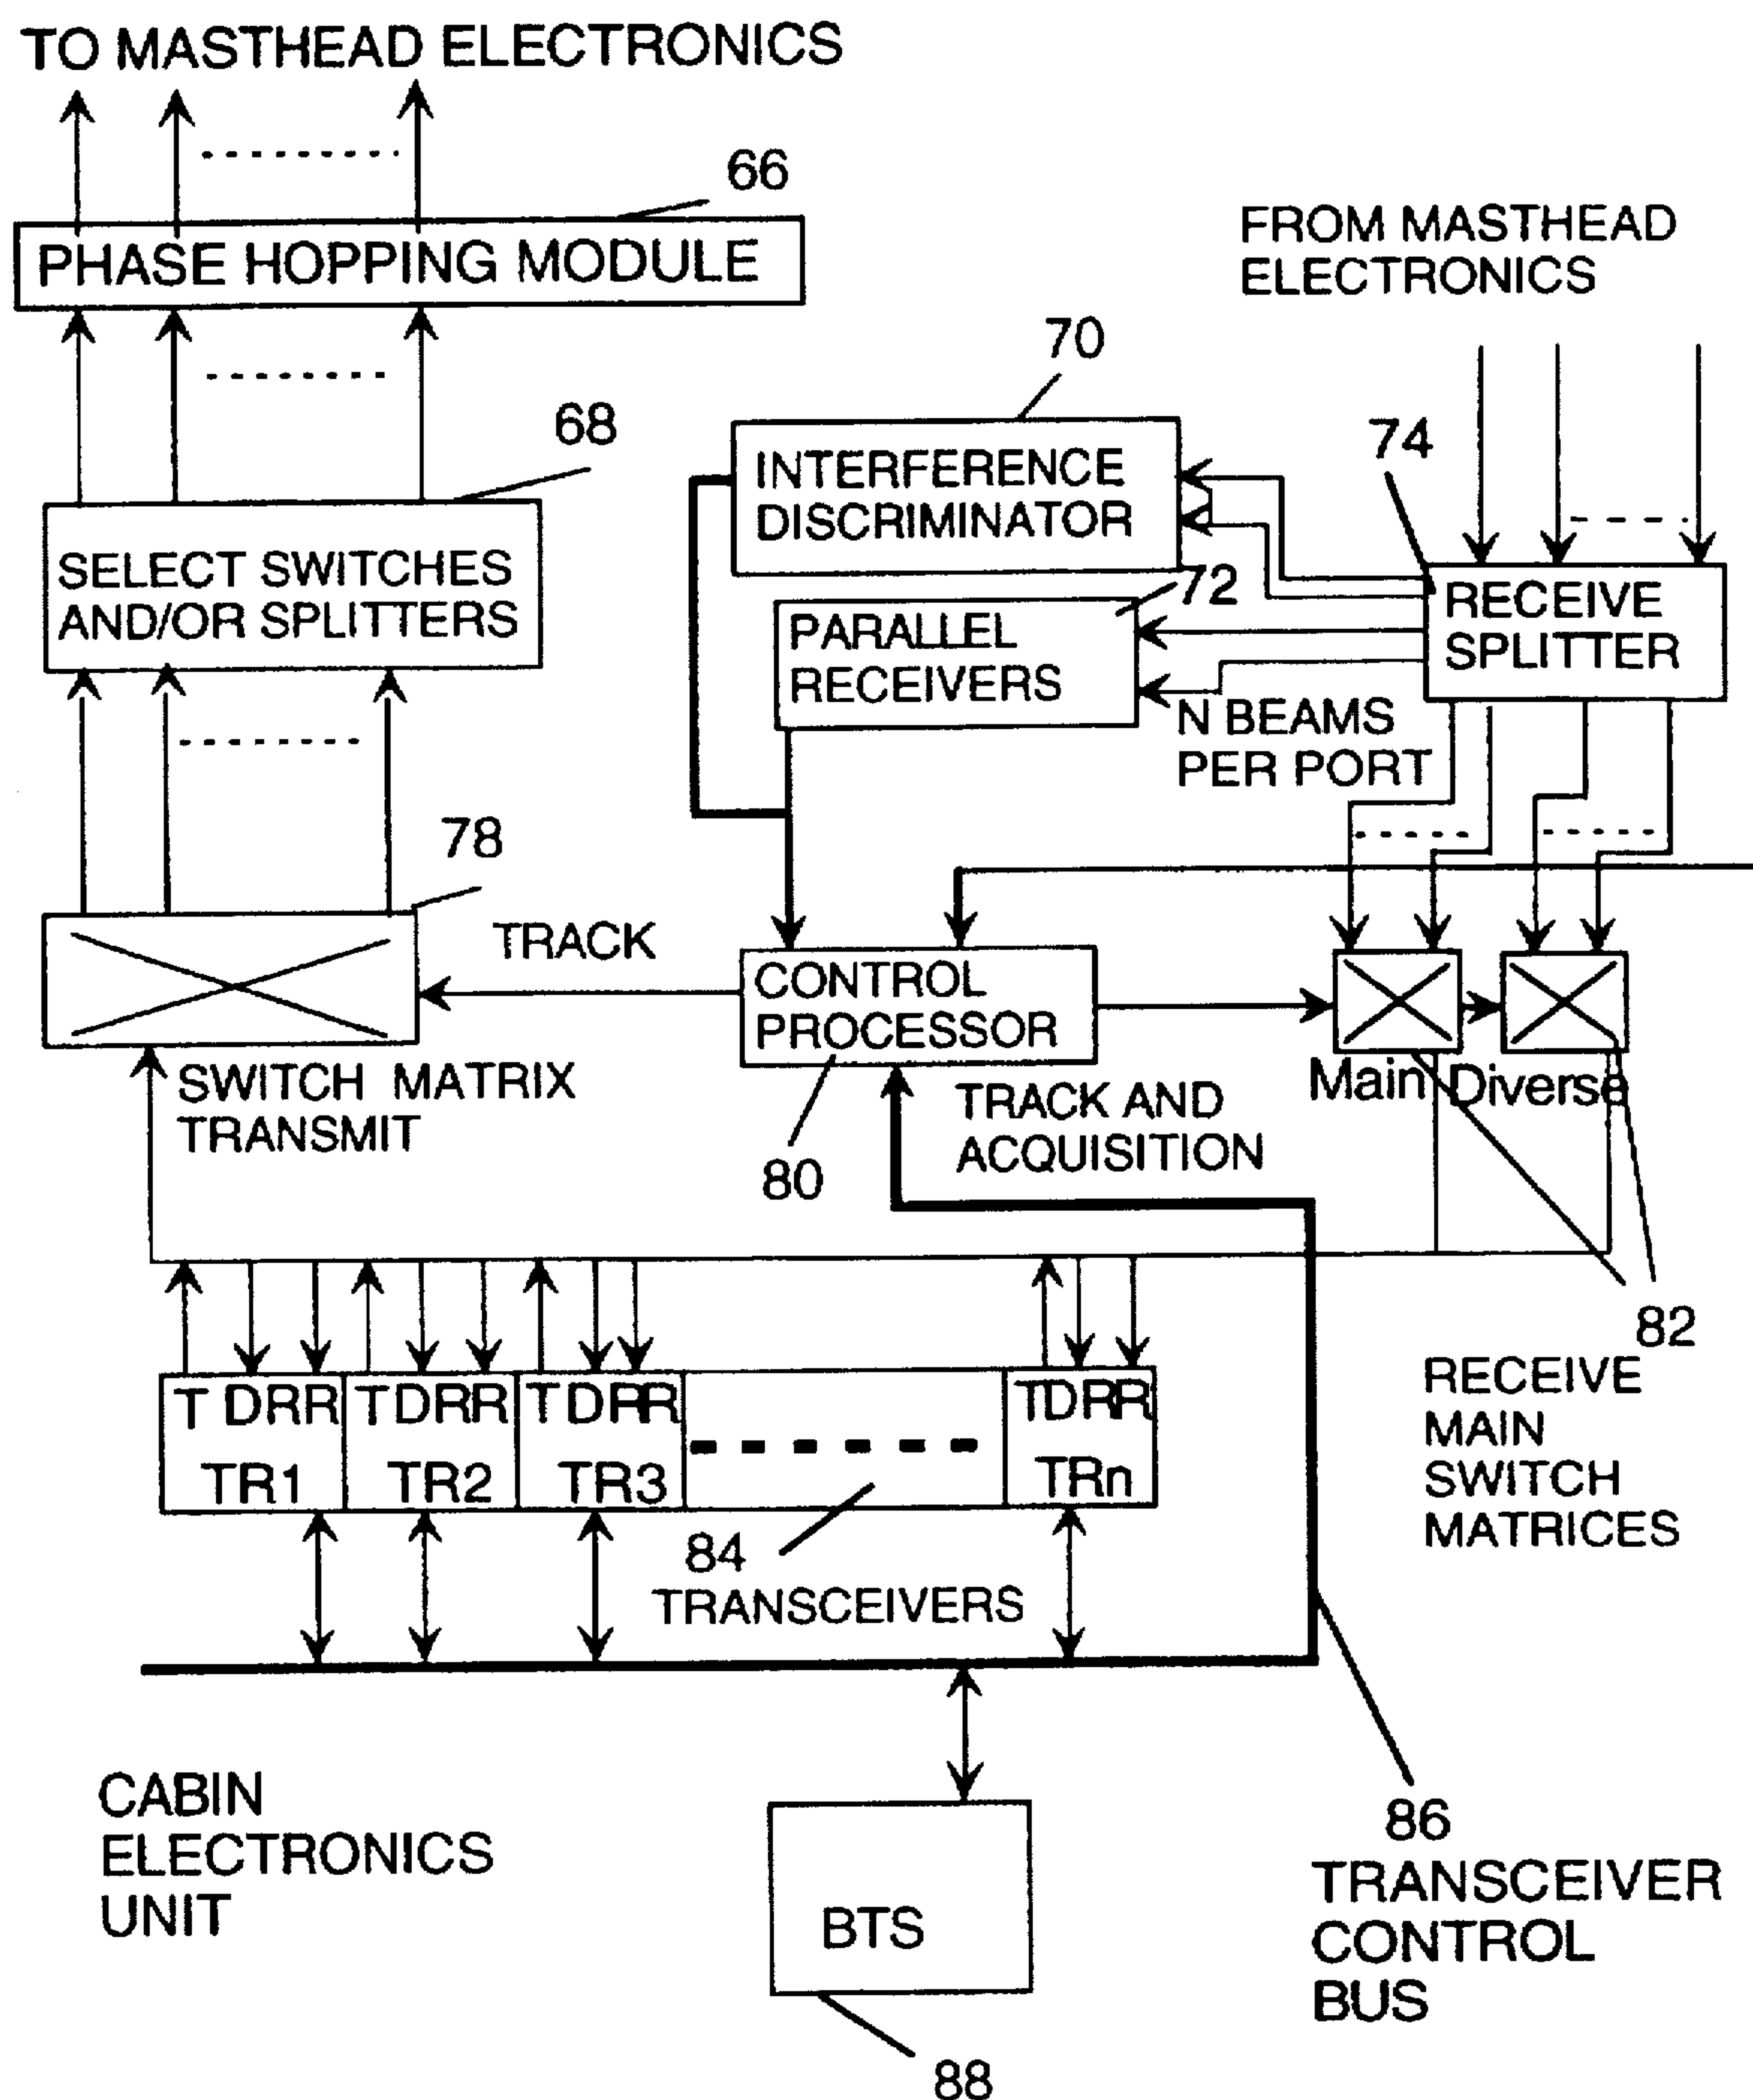 TO MASTHEAD ELECTRONICS
66
PHASE HOPPING MODULE
FROM MASTHEAD
ELECTRONICS
70
68
74
INTERFERENCE
DISCRIMINATOR
SELECT SWITCHES
AND/OR SPLITTERS
72
PARALLEL
RECEIVERS
RECEIVE
SPLITTER
N BEAMS
PER PORT
78
TRACK
CONTROL
PROCESSOR
SWITCH MATRIX
TRANSMIT
80
TRACK AND
ACQUISITION
Main
Diverse
82
RECEIVE
MAIN
SWITCH
MATRICES
T DRR T DRR T DRR TDRR
TR1 TR2 TR3 TRn
84
TRANSCEIVERS
CABIN
ELECTRONICS
UNIT
BTS
88
86
TRANSCEIVER
CONTROL
BUS